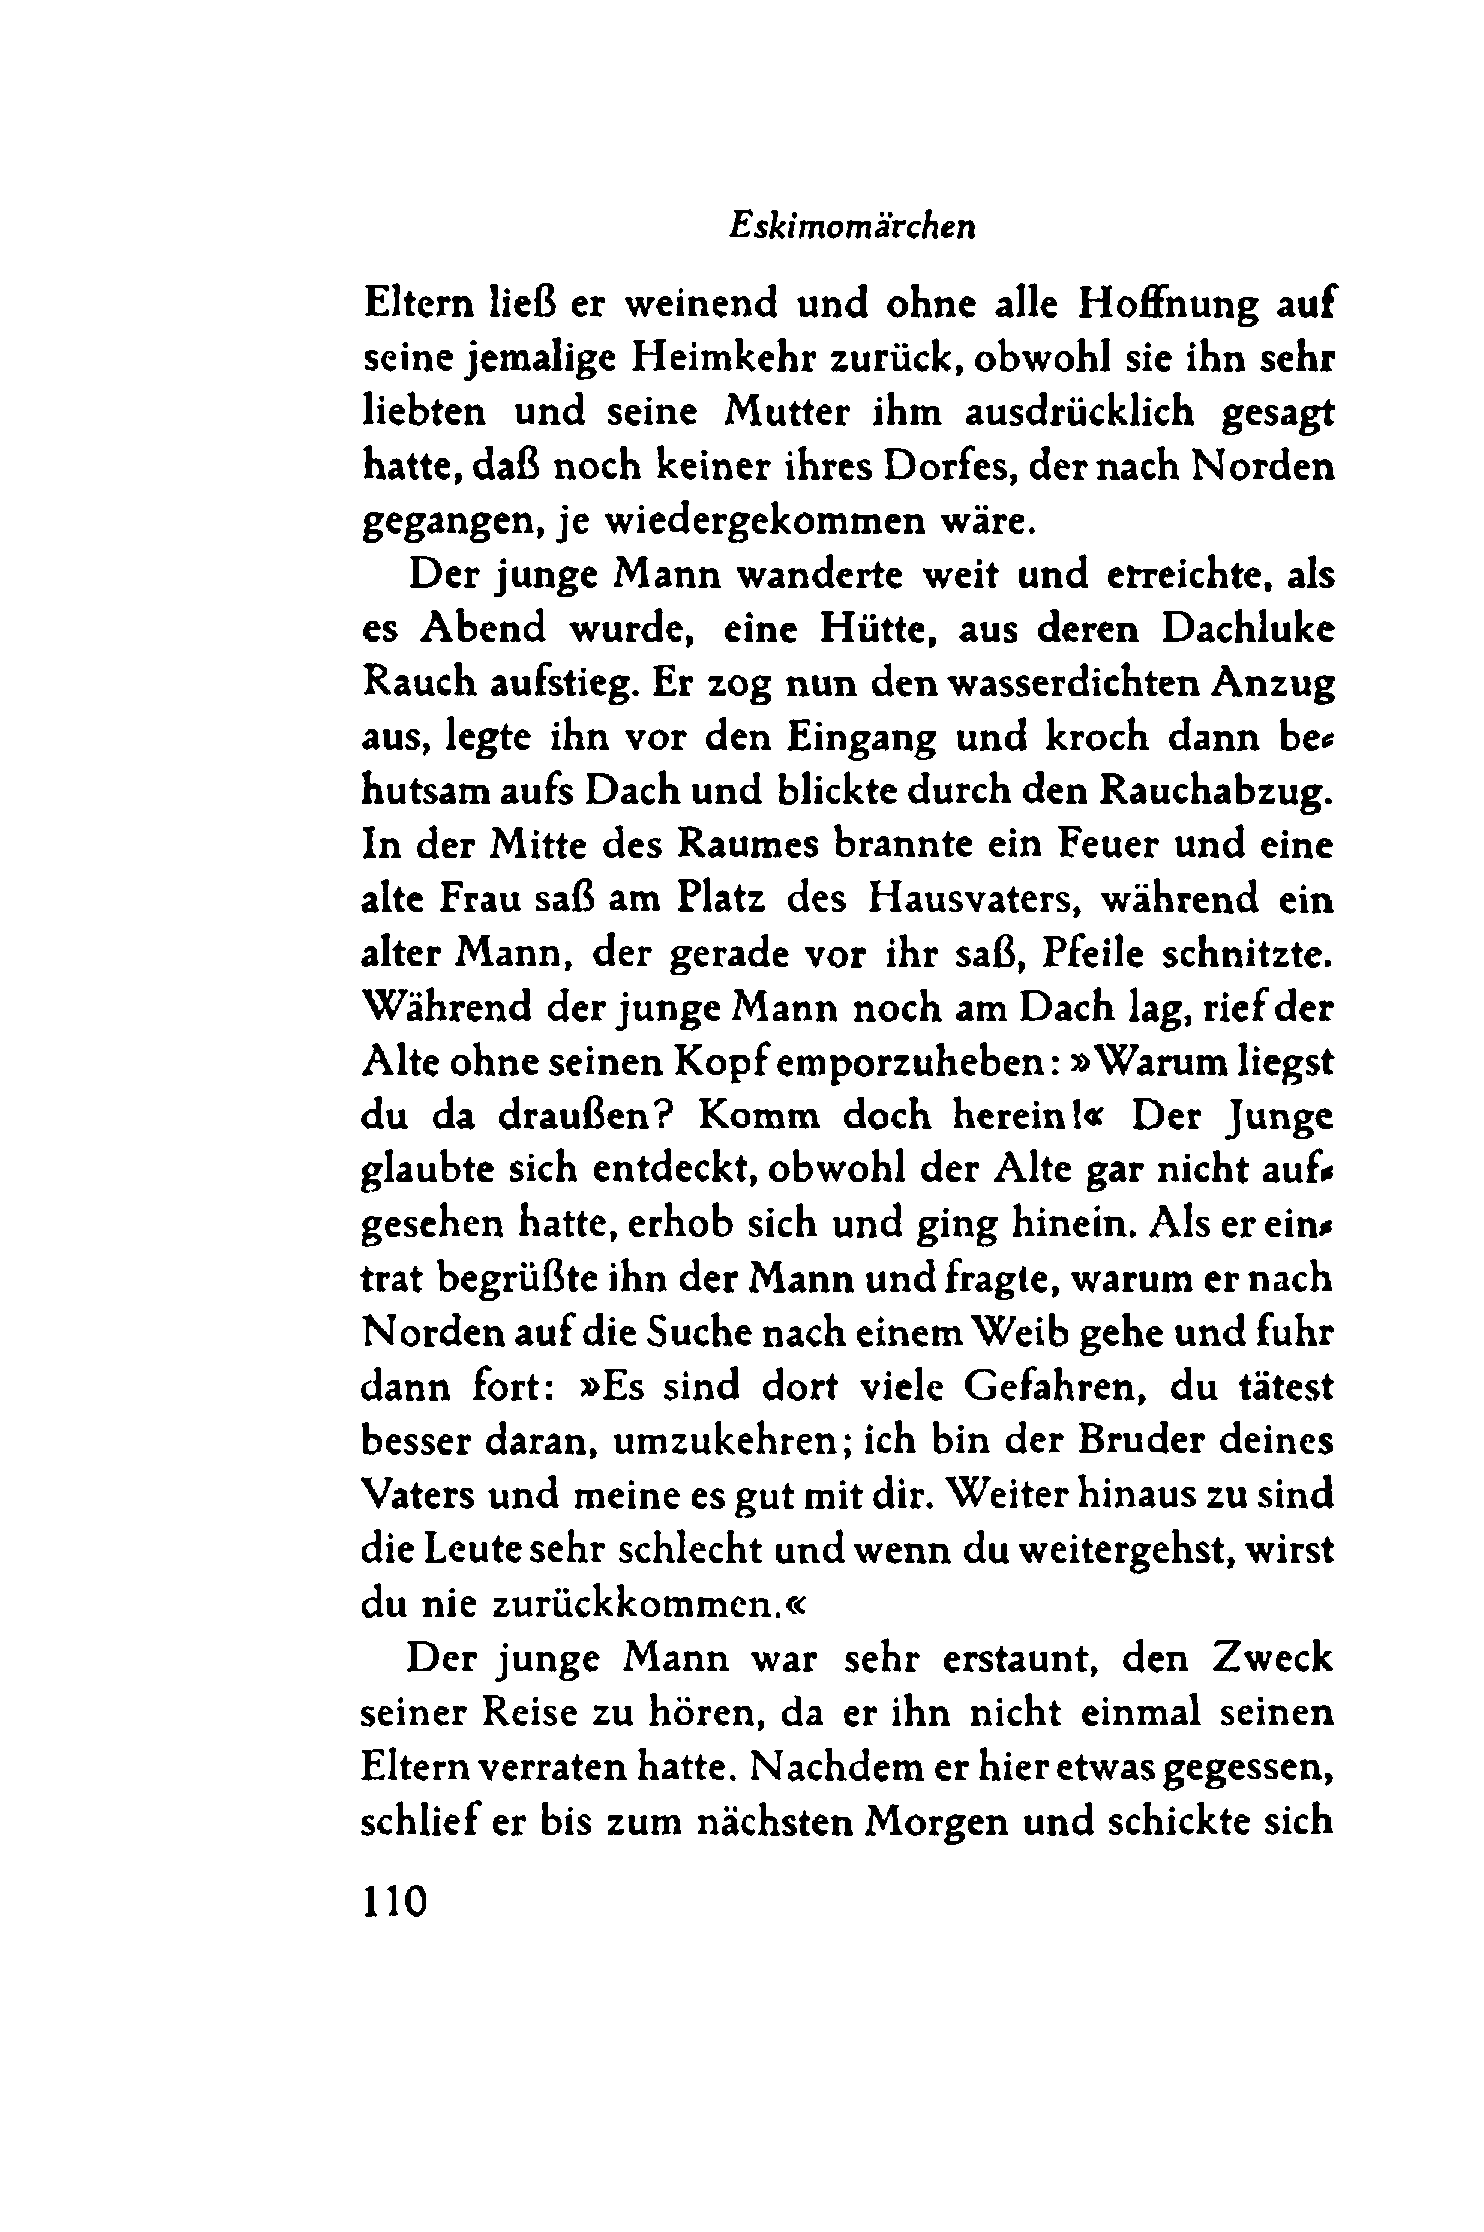 Eskimomärchen
Eltern ließ er weinend und ohne alle Hoffnung auf
seine jemalige Heimkehr zurück, obwohl sie ihn sehr
liebten und seine Mutter ihm ausdrücklich gesagt
hatte, daß noch keiner ihres Dorfes, der nach Norden
gegangen, je wiedergekommen wäre.
Der junge Mann wanderte weit und erreichte, als
es Abend wurde, eine Hütte, aus deren Dachluke
Rauch aufstieg. Er zog nun den wasserdichten Anzug
aus, legte ihn vor den Eingang und kroch dann be-
hutsam aufs Dach und blickte durch den Rauchabzug.
In der Mitte des Raumes brannte ein Feuer und eine
alte Frau saß am Platz des Hausvaters, während ein
alter Mann, der gerade vor ihr saß, Pfeile schnitzte.
Während der junge Mann noch am Dach lag, rief der
Alte ohne seinen Kopf emporzuheben: »Warum liegst
du da draußen? Komm doch herein!« Der Junge
glaubte sich entdeckt, obwohl der Alte gar nicht auf-
gesehen hatte, erhob sich und ging hinein. Als er ein-
trat begrüßte ihn der Mann und fragte, warum er nach
Norden auf die Suche nach einem Weib gehe und fuhr
dann fort: »Es sind dort viele Gefahren, du tätest
besser daran, umzukehren; ich bin der Bruder deines
Vaters und meine es gut mit dir. Weiter hinaus zu sind
die Leute sehr schlecht und wenn du weitergehst, wirst
du nie zurückkommen.«
Der junge Mann war sehr erstaunt, den Zweck
seiner Reise zu hören, da er ihn nicht einmal seinen
Eltern verraten hatte. Nachdem er hier etwas gegessen,
schlief er bis zum nächsten Morgen und schickte sich
110